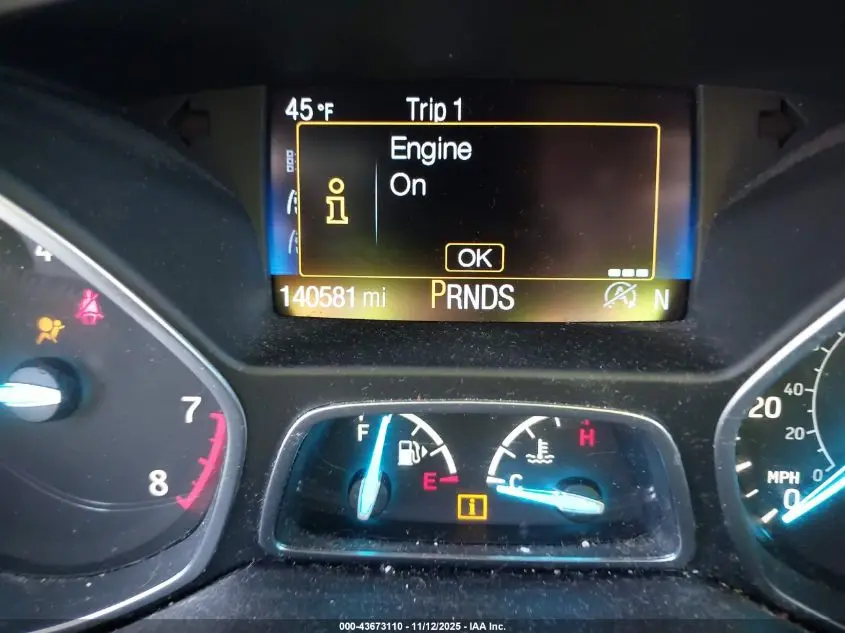 45°F Trip 1
Engine
On
i
OK
140581 mi PRNDS A N
4
7
8
F E
C H
i
40
20
20
MPH 0
0
000-43673110 - 11/12/2025 - IAA Inc.